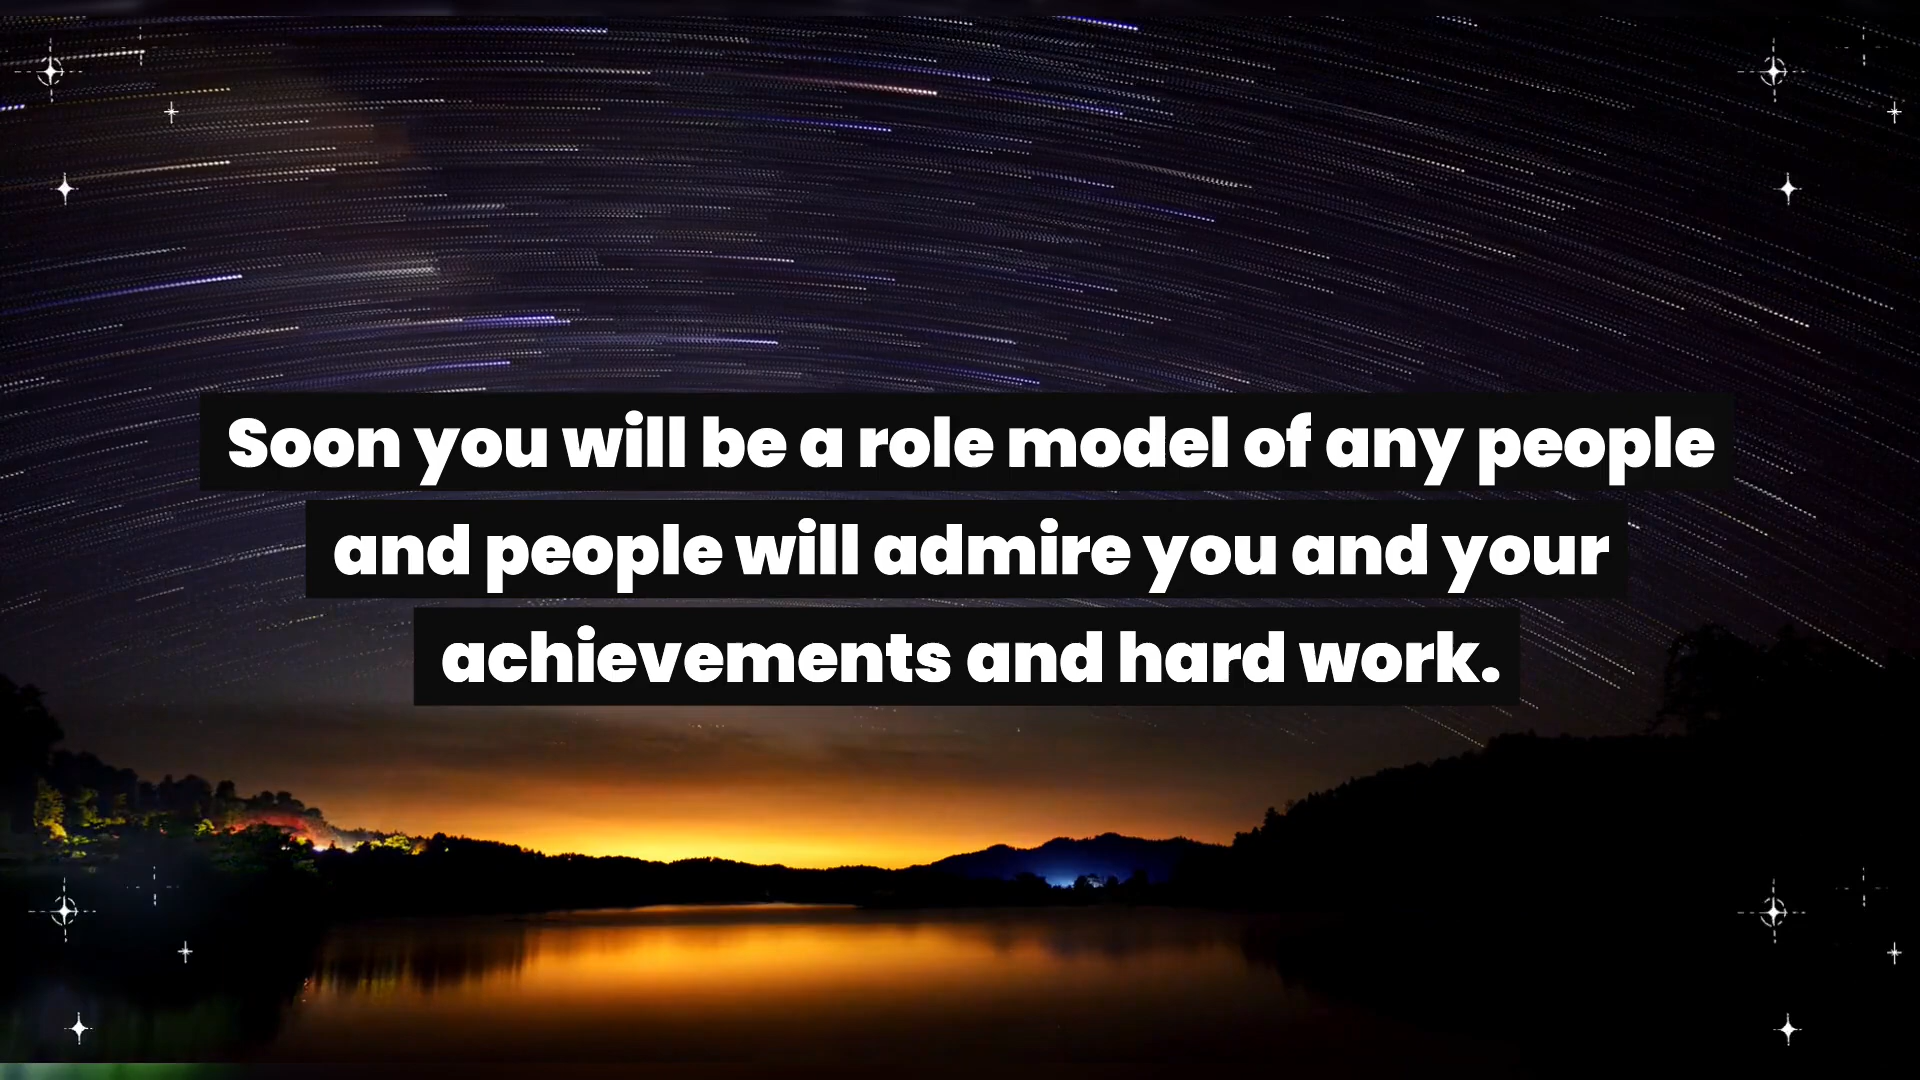 Soon you will be a role model of any people
and people will admire you and your
achievements and hard work.